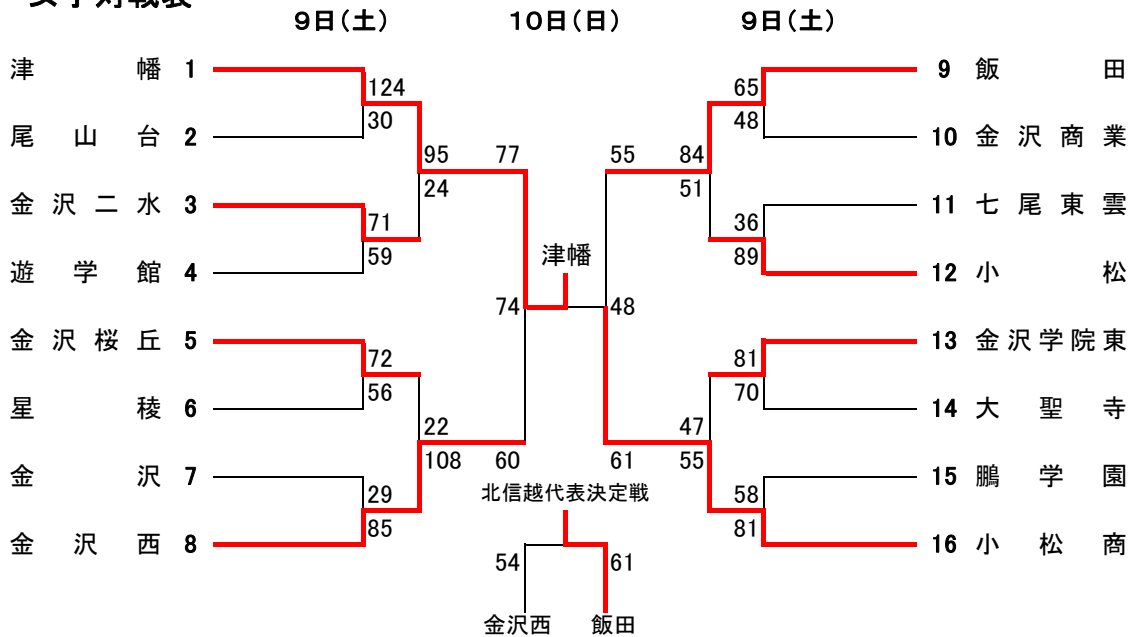 女子対戦表
9日(土) 10日(日) 9日(土)
津幡 1 124 65 9 飯田
30 48
尾山台 2 10 金沢商業
95 77 55 84
24 51
金沢二水 3 71 36 11 七尾東雲
59 89
遊学館 4 津幡 12 小松
74 48
金沢桜丘 5 72 81 13 金沢学院東
56 70
星稜 6 14 大聖寺
22 47
108 60 61 55
金沢 7 29 58 15 鵬学園
85 81
北信越代表決定戦
金沢西 8 16 小松商
54 61
金沢西 飯田